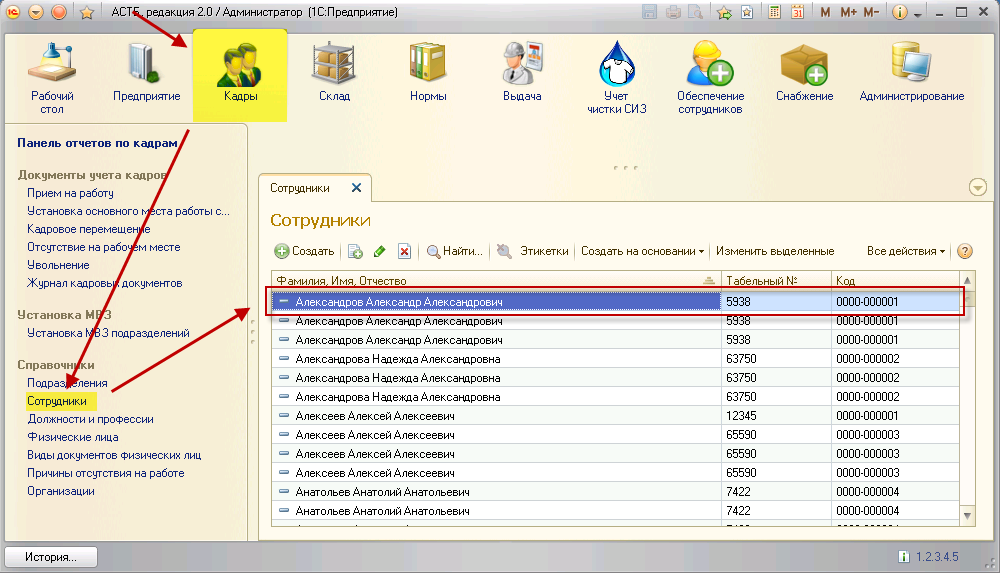 АСТБ, редакция 2.0 / Администратор (1С:Предприятие)
M M+ M-
Рабочий стол
Предприятие
Кадры
Склад
Нормы
Выдача
Учет чистки СИЗ
Обеспечение сотрудников
Снабжение
Администрирование
Панель отчетов по кадрам
Документы учета кадров
Прием на работу
Установка основного места работы с...
Кадровое перемещение
Отсутствие на рабочем месте
Увольнение
Журнал кадровых документов
Установка МВЗ
Установка МВЗ подразделений
Справочники
Подразделения
Сотрудники
Должности и профессии
Физические лица
Виды документов физических лиц
Причины отсутствия на работе
Организации
Сотрудники
Сотрудники
Создать Найти... Этикетки Создать на основании Изменить выделенные Все действия
Фамилия, Имя, Отчество Табельный № Код
Александров Александр Александрович 5938 0000-000001
Александров Александр Александрович 5938 0000-000001
Александров Александр Александрович 5938 0000-000001
Александрова Надежда Александровна 63750 0000-000002
Александрова Надежда Александровна 63750 0000-000002
Александрова Надежда Александровна 63750 0000-000002
Алексеев Алексей Алексеевич 12345 0000-000001
Алексеев Алексей Алексеевич 65590 0000-000003
Алексеев Алексей Алексеевич 65590 0000-000003
Алексеев Алексей Алексеевич 65590 0000-000003
Анатольев Анатолий Анатольевич 7422 0000-000004
Анатольев Анатолий Анатольевич 7422 0000-000004
История...
1.2.3.4.5